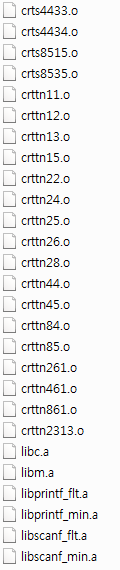 crts4433.o
crts4434.o
crts8515.o
crts8535.o
crttn11.o
crttn12.o
crttn13.o
crttn15.o
crttn22.o
crttn24.o
crttn25.o
crttn26.o
crttn28.o
crttn44.o
crttn45.o
crttn84.o
crttn85.o
crttn261.o
crttn461.o
crttn861.o
crttn2313.o
libc.a
libm.a
libprintf_flt.a
libprintf_min.a
libscanf_flt.a
libscanf_min.a